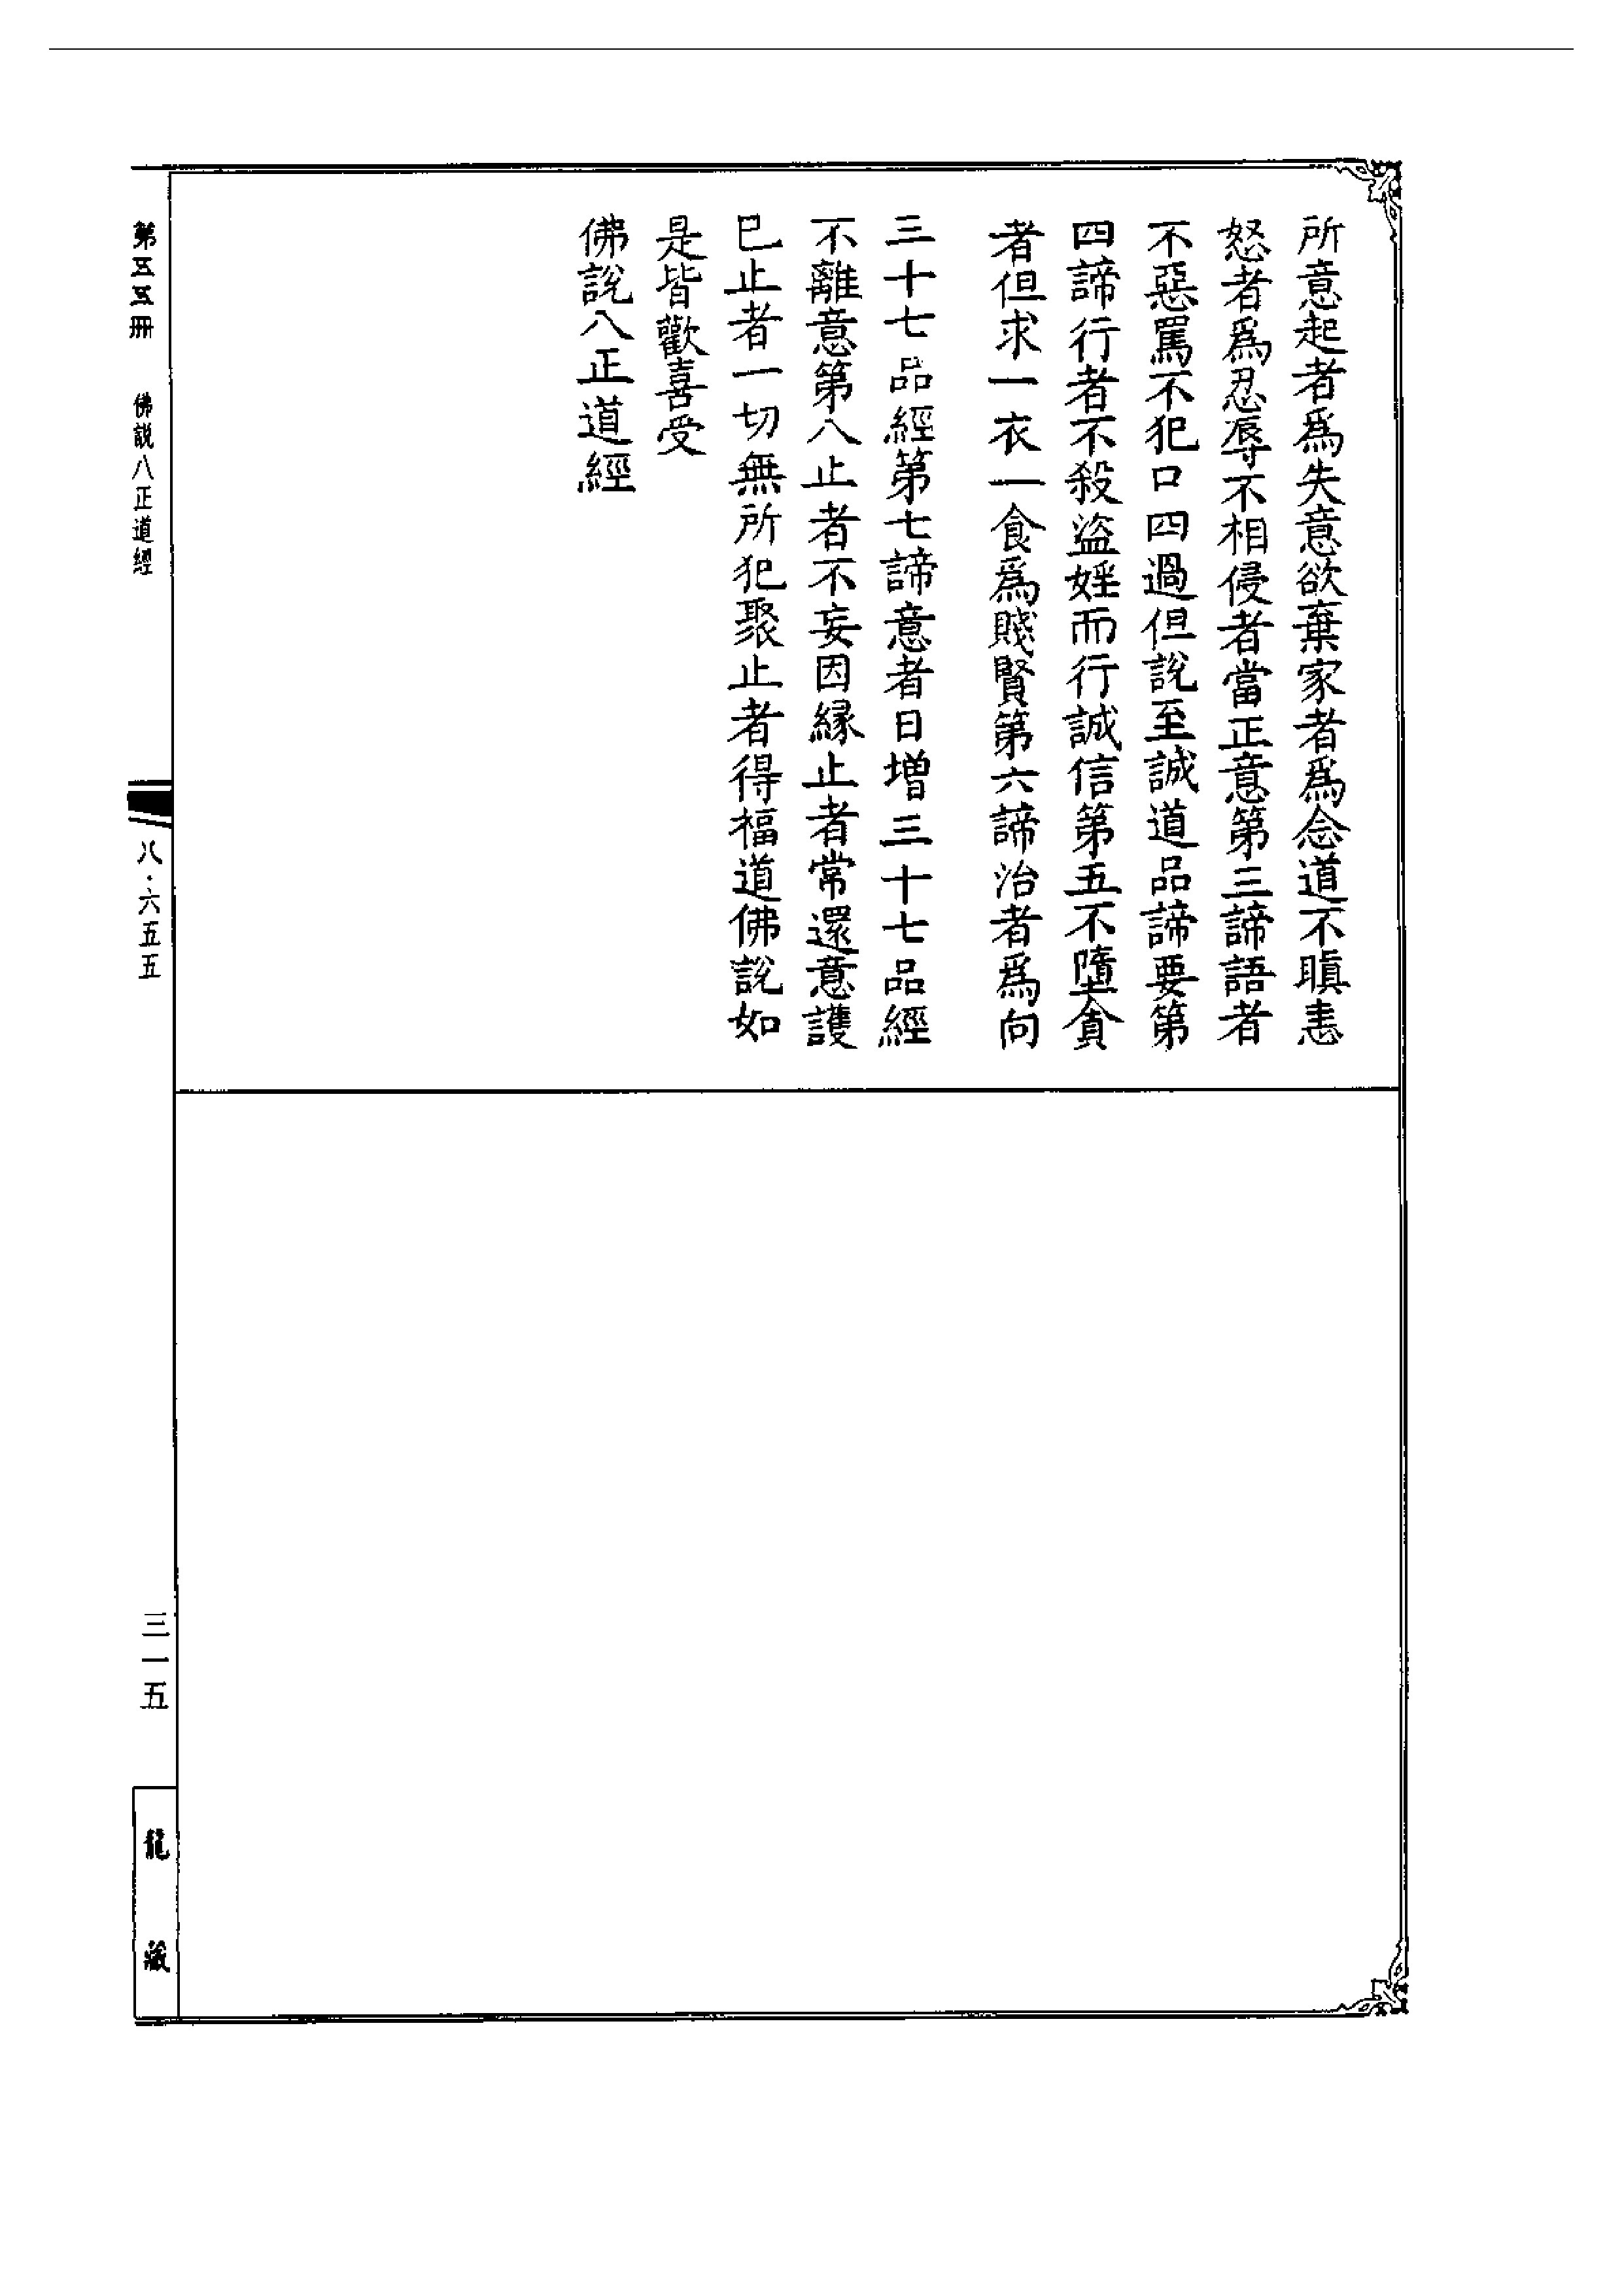 所意起者爲失意欲棄家者爲念道不瞋恚
怒者爲忍辱不相侵者當正意第三諦語者
不惡罵不犯口四過但說至誠道品諦要第
四諦行者不殺盜婬而行誠信第五不墮貪
者但求一衣一食爲賤賢第六諦治者爲向
三十七品經第七諦意者日增三十七品經
不離意第八止者不妄因緣止者常還意護
已止者一切無所犯聚止者得福道佛說如
是皆歡喜受
佛說八正道經
第五五冊
佛説八正道經
八·六五五
三一五
龍藏